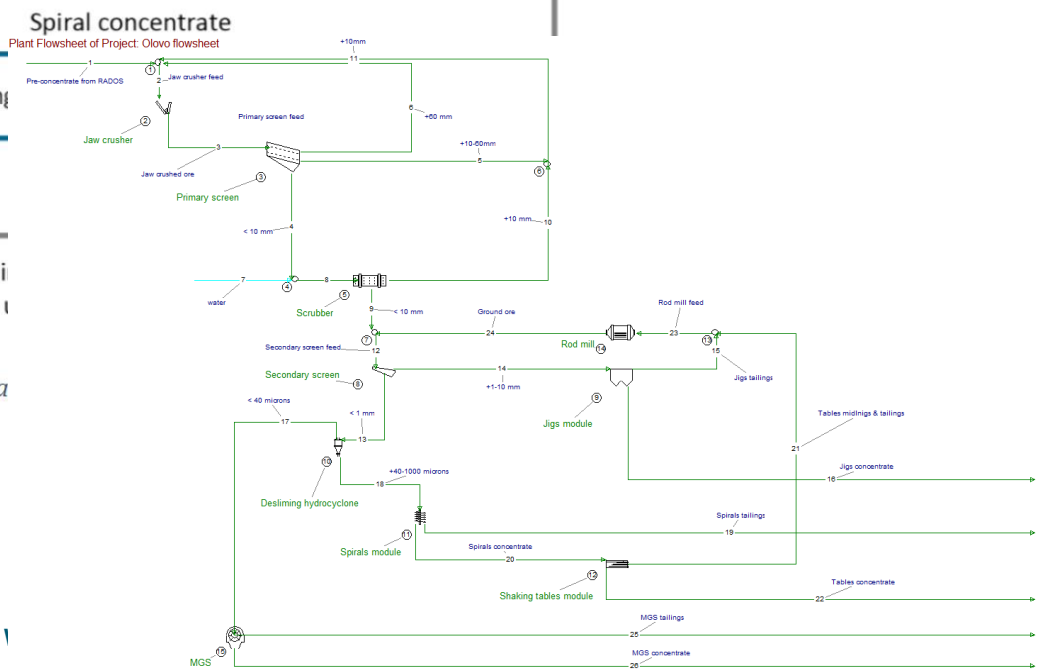 Spiral concentrate
Plant Flowsheet of Project: Olovo flowsheet
+10mm
11
1
1
2
Jaw crusher feed
Pre-concentrate from RADOS
6
+60 mm
2
Jaw crusher
Primary screen feed
3
Jaw crushed ore
+10-60mm
5
6
3
Primary screen
+10 mm
10
< 10 mm
4
7
water
4
8
5
Scrubber
9
< 10 mm
Ground ore
24
Rod mill feed
23
7
Rod mill
14
13
Secondary screen feed
12
15
Secondary screen
8
14
+1-10 mm
Jigs tailings
9
Jigs module
< 40 microns
17
< 1 mm
13
Tables midlnigs & tailings
21
10
+40-1000 microns
18
Jigs concentrate
16
Desliming hydrocyclone
Spirals tailings
19
11
Spirals module
Spirals concentrate
20
12
Shaking tables module
Tables concentrate
22
MGS tailings
25
15
MGS
MGS concentrate
26